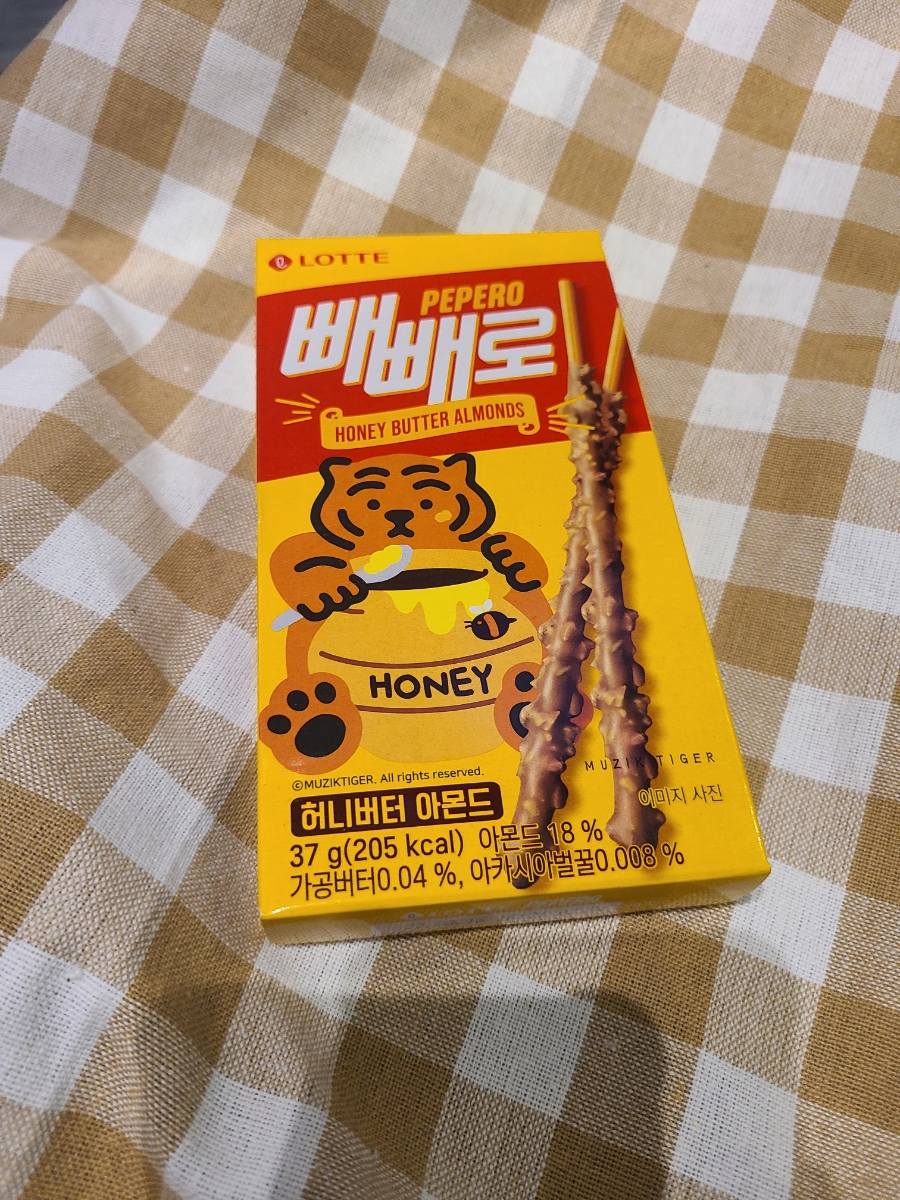 LOTTE
PEPERO
빼빼로
HONEY BUTTER ALMONDS
HONEY
MUZIK TIGER
©MUZIKTIGER. All rights reserved.
이미지 사진
허니버터 아몬드
37 g(205 kcal) 아몬드 18 %
가공버터0.04 %, 아카시아벌꿀0.008 %